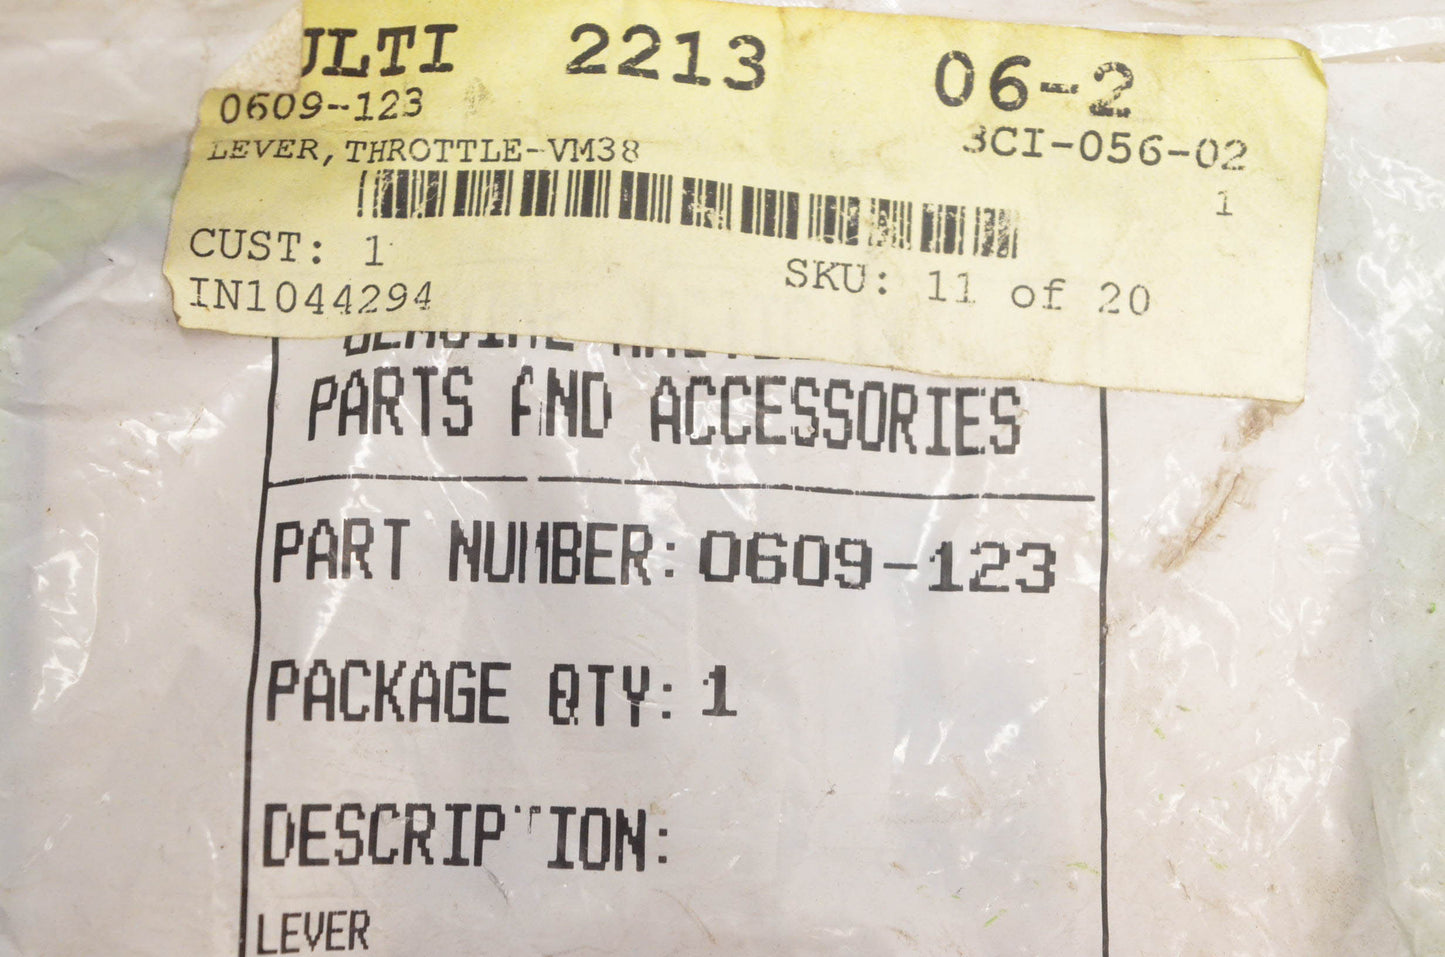 2213 06-2
0609-123
LEVER, THROTTLE-VM38 3CI-056-02
1
CUST: 1
SKU: 11 of 20
IN1044294
PARTS AND ACCESSORIES
PART NUMBER: 0609-123
PACKAGE QTY: 1
DESCRIPTION:
LEVER